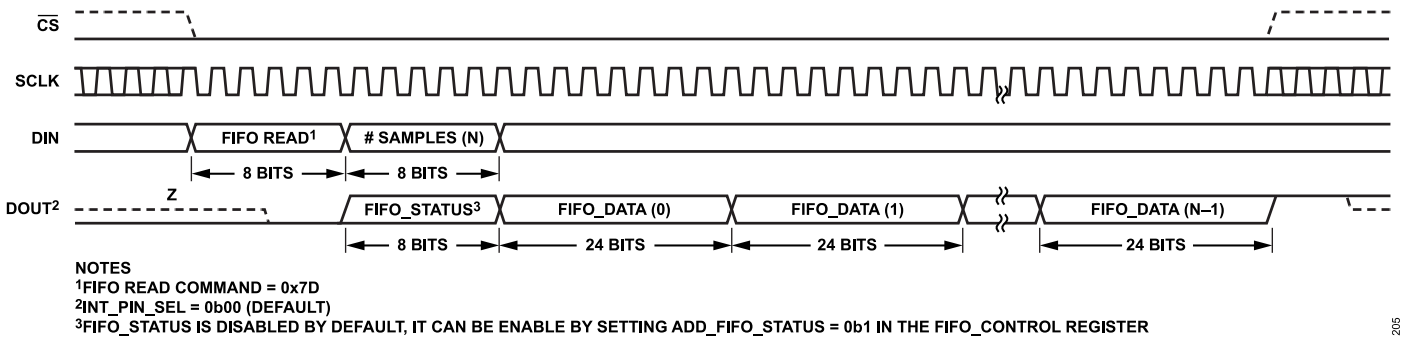 CS
SCLK
DIN FIFO READ1 # SAMPLES (N)
8 BITS 8 BITS
Z
DOUT2 FIFO_STATUS3 FIFO_DATA (0) FIFO_DATA (1) FIFO_DATA (N–1)
8 BITS 24 BITS 24 BITS 24 BITS
NOTES
1FIFO READ COMMAND = 0x7D
2INT_PIN_SEL = 0b00 (DEFAULT)
3FIFO_STATUS IS DISABLED BY DEFAULT, IT CAN BE ENABLE BY SETTING ADD_FIFO_STATUS = 0b1 IN THE FIFO_CONTROL REGISTER
205